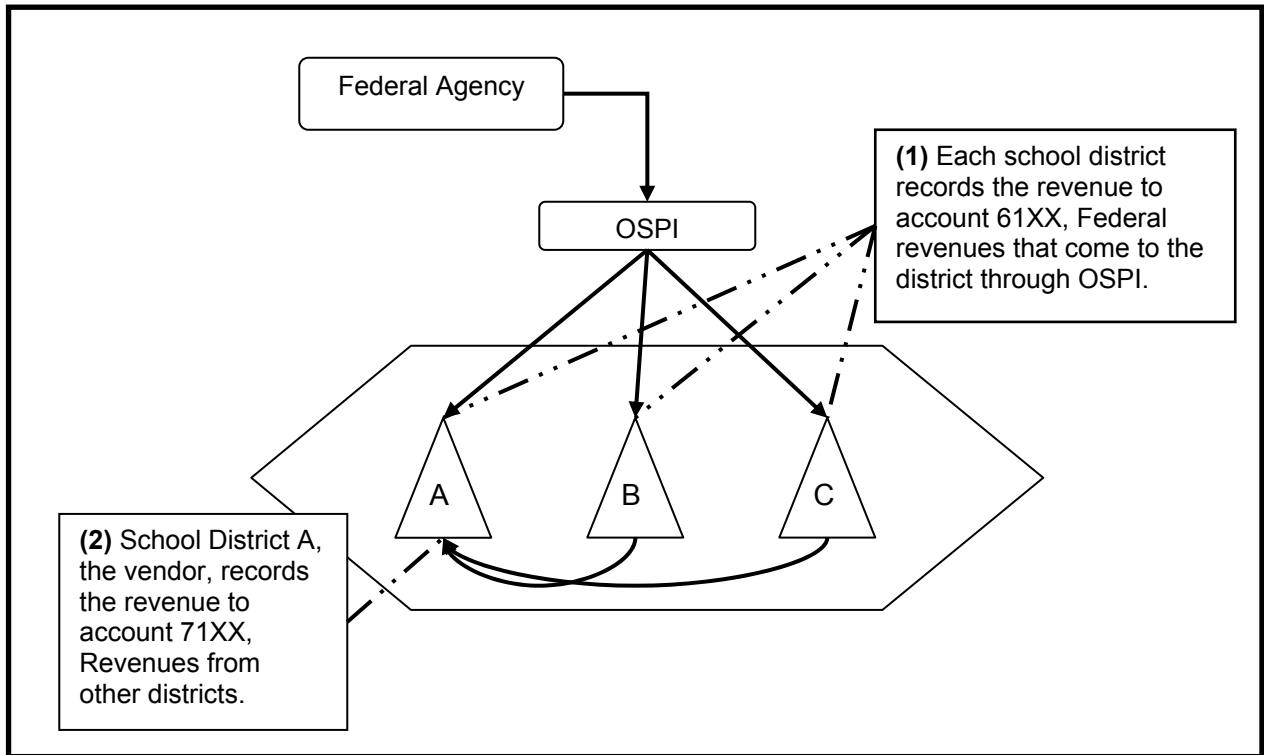 Federal Agency
OSPI
(1) Each school district
records the revenue to
account 61XX, Federal
revenues that come to the
district through OSPI.
A
B
C
(2) School District A,
the vendor, records
the revenue to
account 71XX,
Revenues from
other districts.